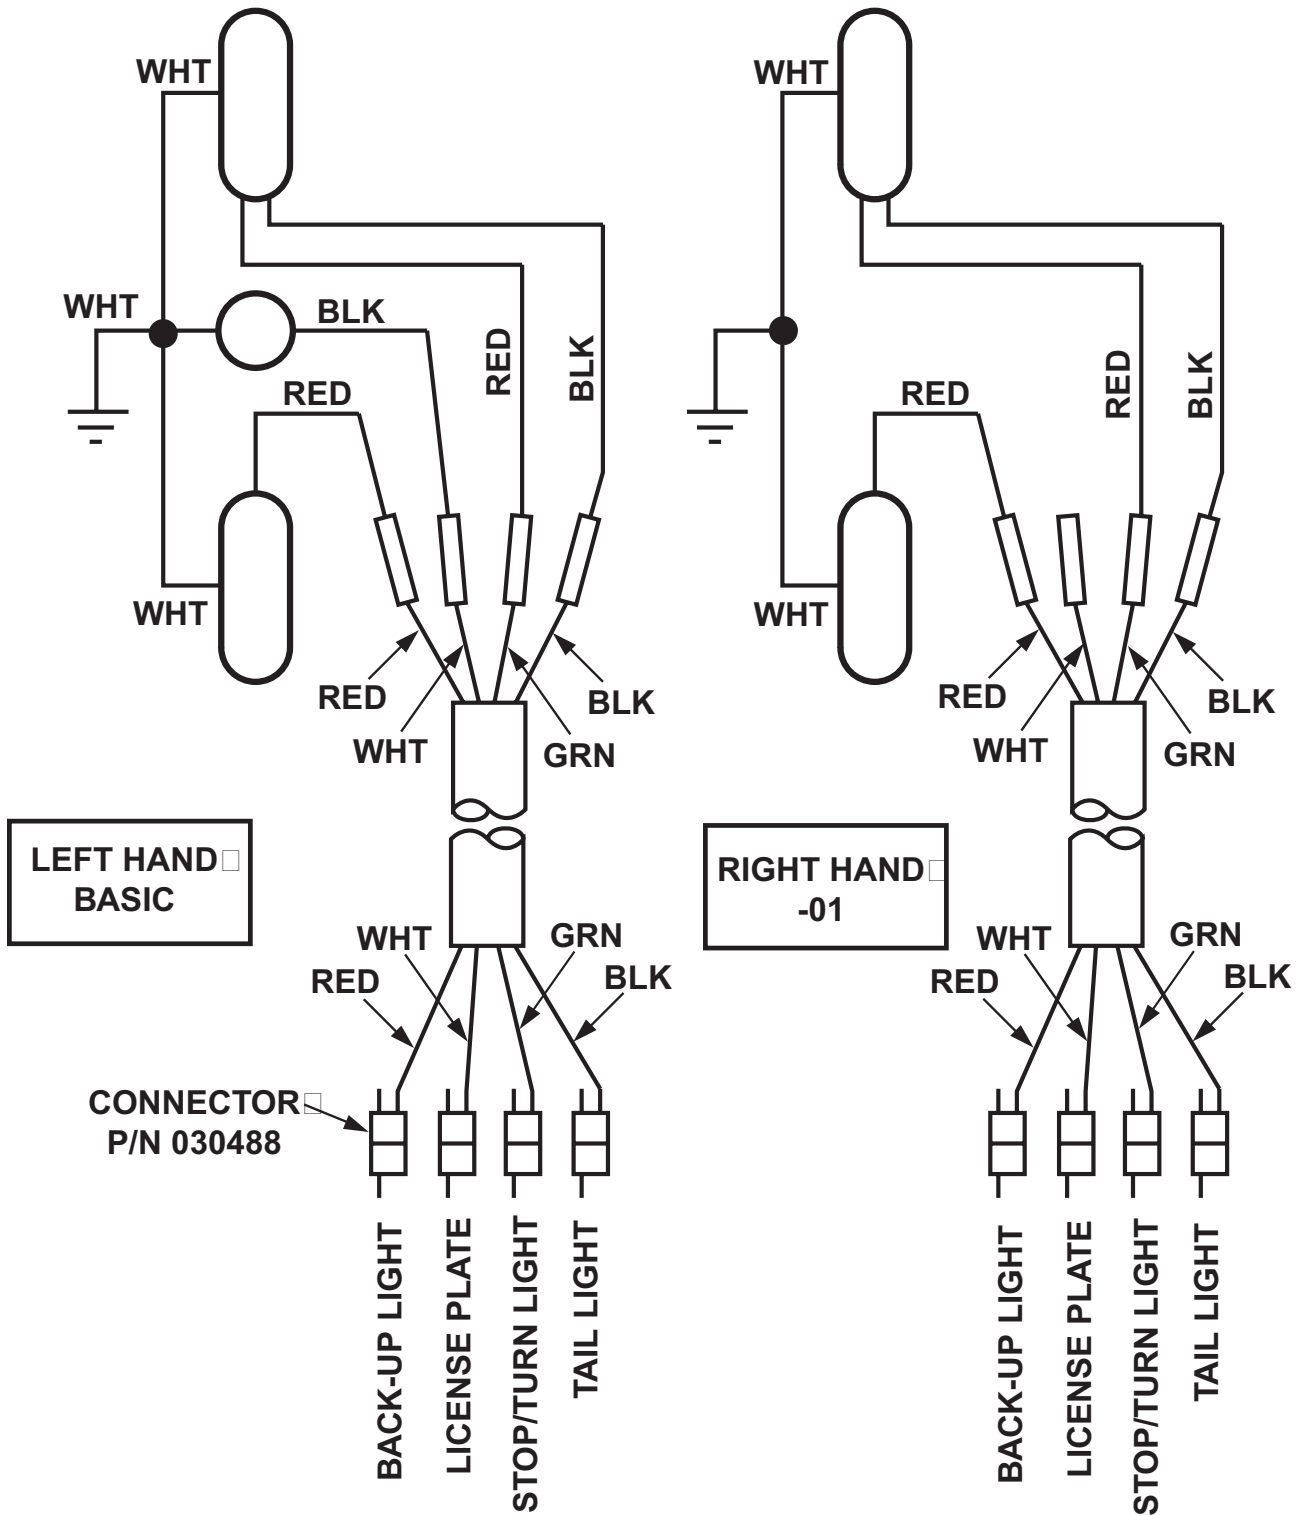 WHT
WHT
BLK
RED
RED
BLK
WHT
RED
WHT
GRN
BLK
LEFT HAND
BASIC
WHT
GRN
RED
BLK
CONNECTOR
P/N 030488
BACK-UP LIGHT
LICENSE PLATE
STOP/TURN LIGHT
TAIL LIGHT
WHT
RED
RED
BLK
WHT
RED
WHT
GRN
BLK
RIGHT HAND
-01
WHT
GRN
RED
BLK
BACK-UP LIGHT
LICENSE PLATE
STOP/TURN LIGHT
TAIL LIGHT